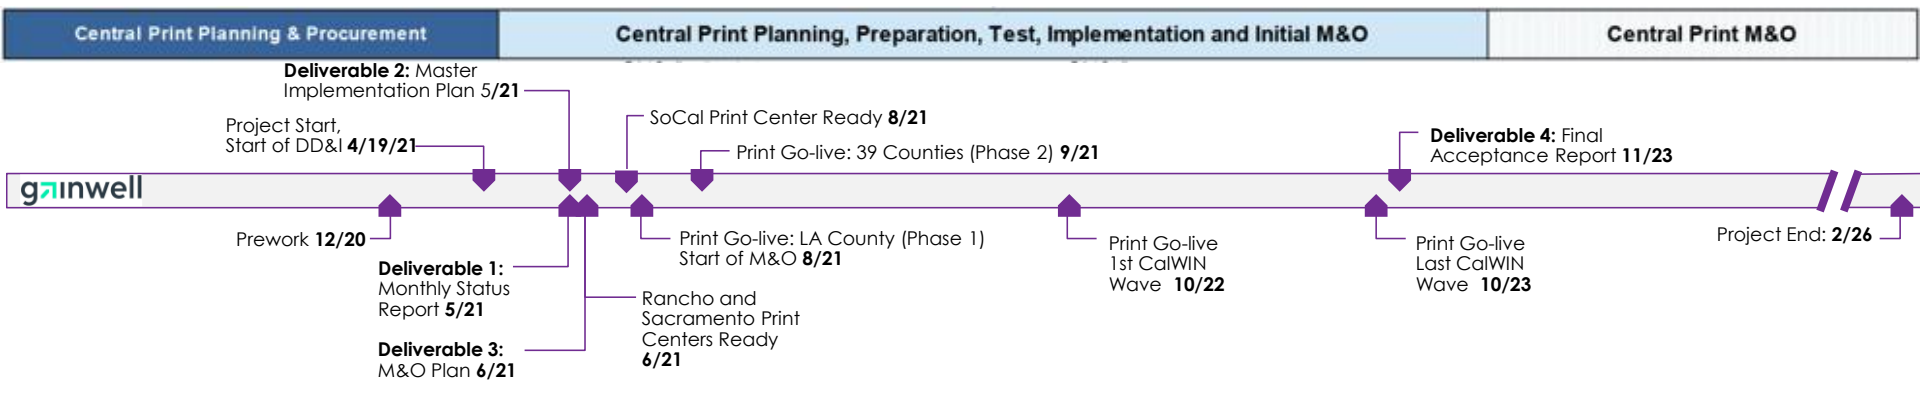 Central Print Planning & Procurement
Central Print Planning, Preparation, Test, Implementation and Initial M&O
Central Print M&O
Deliverable 2: Master
Implementation Plan 5/21
Project Start,
Start of DD&I 4/19/21
SoCal Print Center Ready 8/21
Print Go-live: 39 Counties (Phase 2) 9/21
Deliverable 4: Final
Acceptance Report 11/23
gainwell
Prework 12/20
Deliverable 1:
Monthly Status
Report 5/21
Deliverable 3:
M&O Plan 6/21
Print Go-live: LA County (Phase 1)
Start of M&O 8/21
Rancho and
Sacramento Print
Centers Ready
6/21
Print Go-live
1st CalWIN
Wave 10/22
Print Go-live
Last CalWIN
Wave 10/23
Project End: 2/26